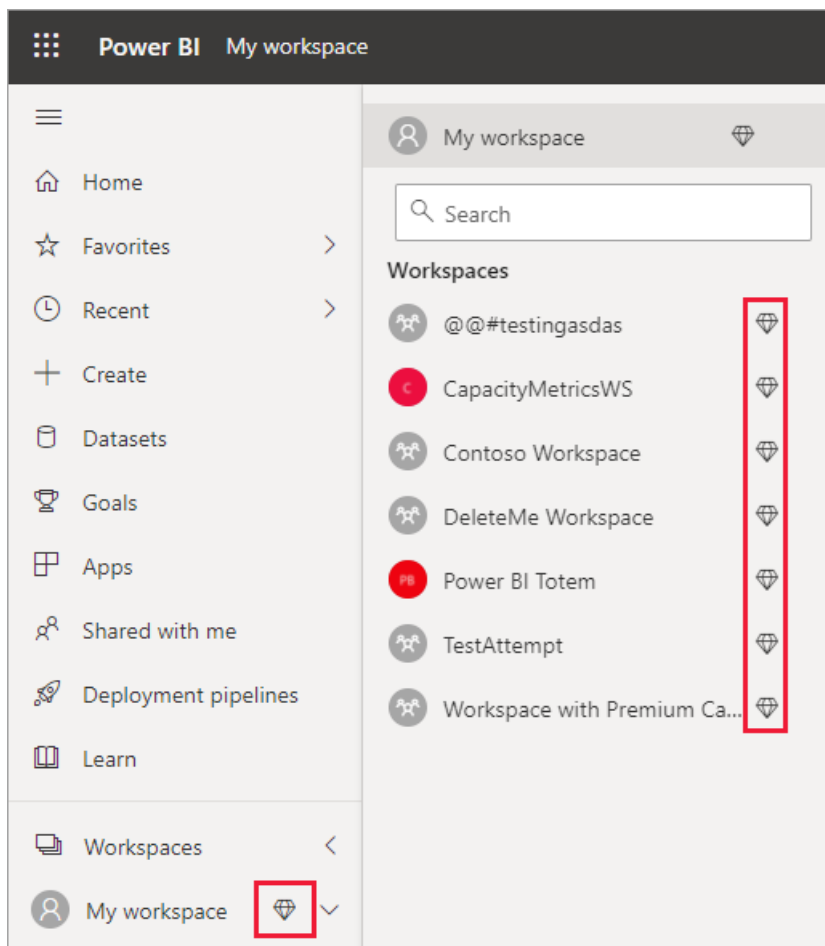 Power BI My workspace
Home
Favorites
Recent
Create
Datasets
Goals
Apps
Shared with me
Deployment pipelines
Learn
Workspaces
My workspace
My workspace
Search
Workspaces
@@#testingasdas
C CapacityMetricsWS
Contoso Workspace
DeleteMe Workspace
PB Power BI Totem
TestAttempt
Workspace with Premium Ca...